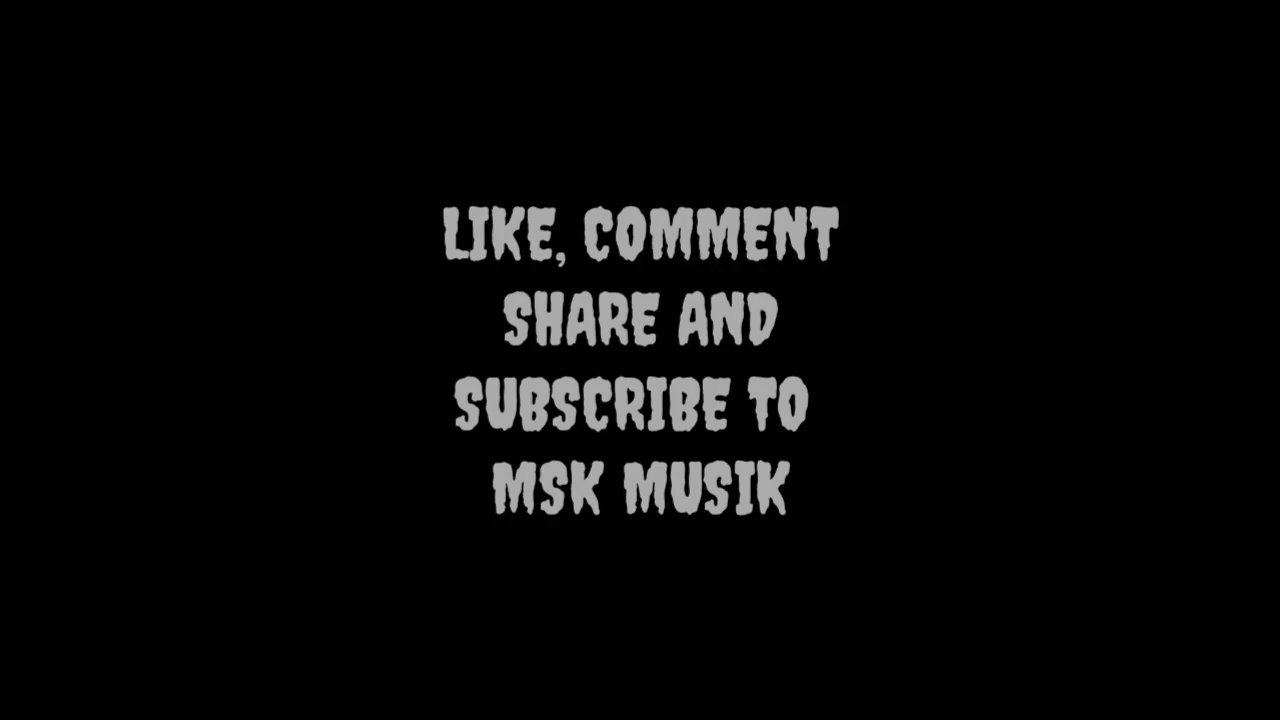 LIKE, COMMENT
SHARE AND
SUBSCRIBE TO
MSK MUSIK